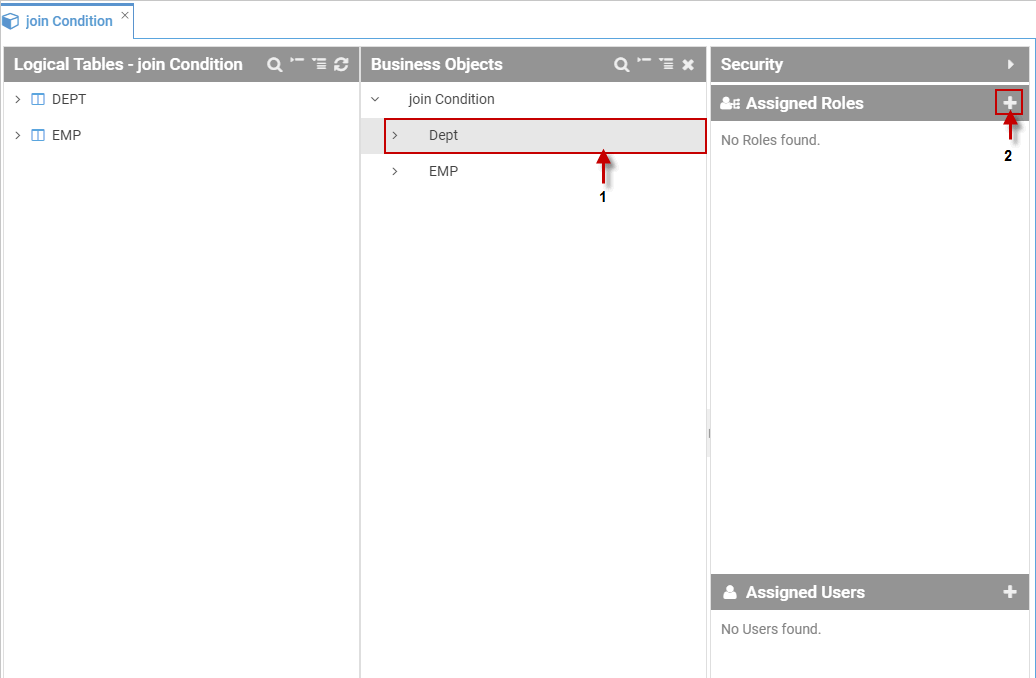 join Condition
Logical Tables - join Condition
DEPT
EMP
Business Objects
join Condition
Dept
EMP
1
Security
Assigned Roles
No Roles found.
2
Assigned Users
No Users found.